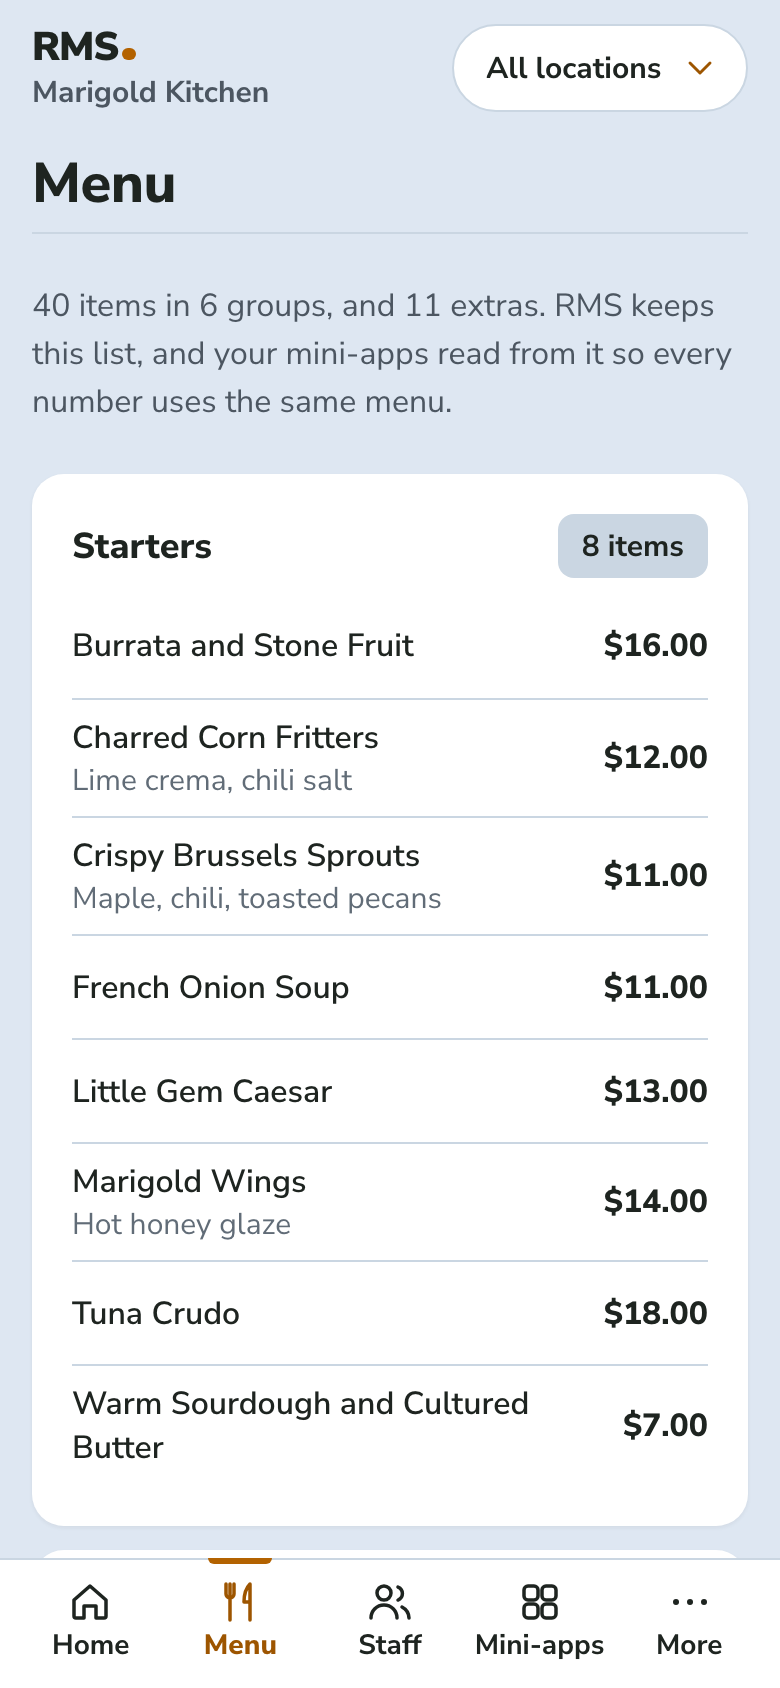 RMS.
Marigold Kitchen
All locations
Menu
40 items in 6 groups, and 11 extras. RMS keeps
this list, and your mini-apps read from it so every
number uses the same menu.
Starters
8 items
Burrata and Stone Fruit
$16.00
Charred Corn Fritters
Lime crema, chili salt
$12.00
Crispy Brussels Sprouts
Maple, chili, toasted pecans
$11.00
French Onion Soup
$11.00
Little Gem Caesar
$13.00
Marigold Wings
Hot honey glaze
$14.00
Tuna Crudo
$18.00
Warm Sourdough and Cultured
Butter
$7.00
Home
Menu
Staff
Mini-apps
More